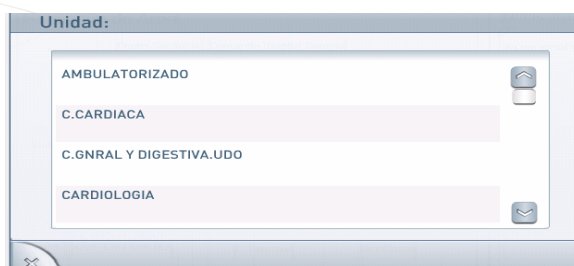 Unidad:
AMBULATORIZADO
C.CARDIACA
C.GNRAL Y DIGESTIVA.UDO
CARDIOLOGIA